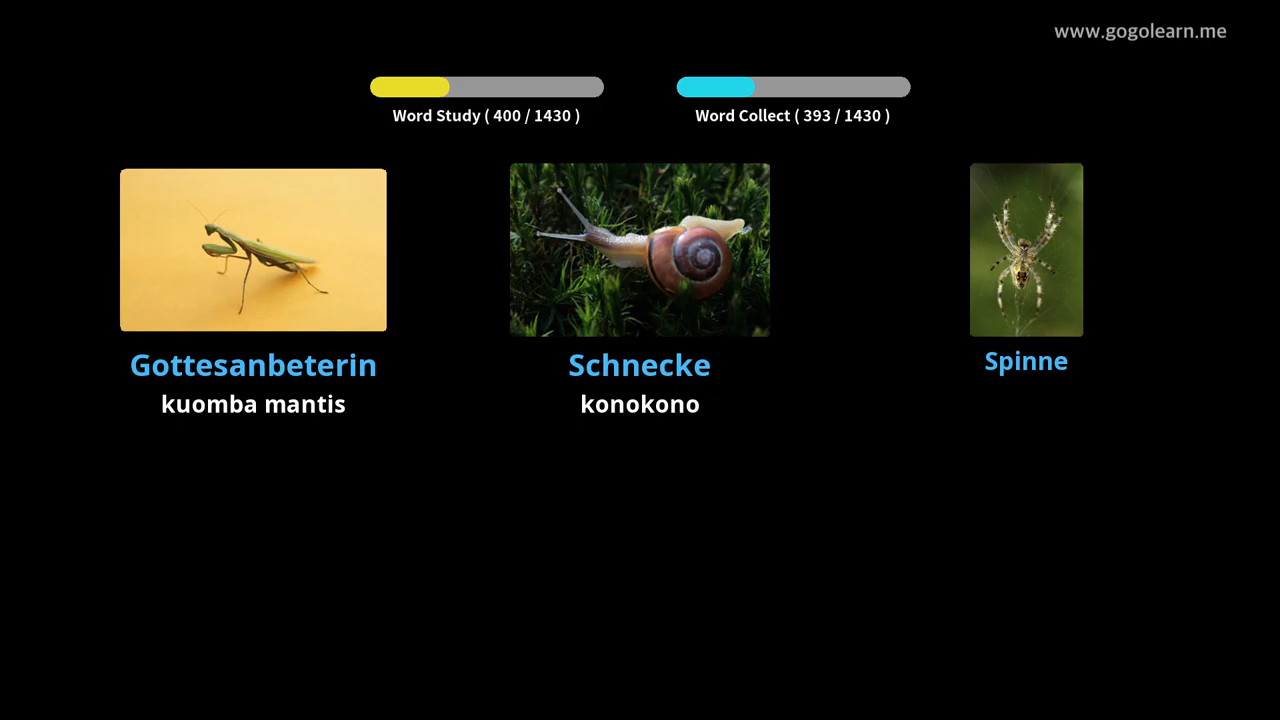 www.gogolearn.me
Word Study ( 400 / 1430 )
Word Collect ( 393 / 1430 )
Gottesanbeterin
kuomba mantis
Schnecke
konokono
Spinne